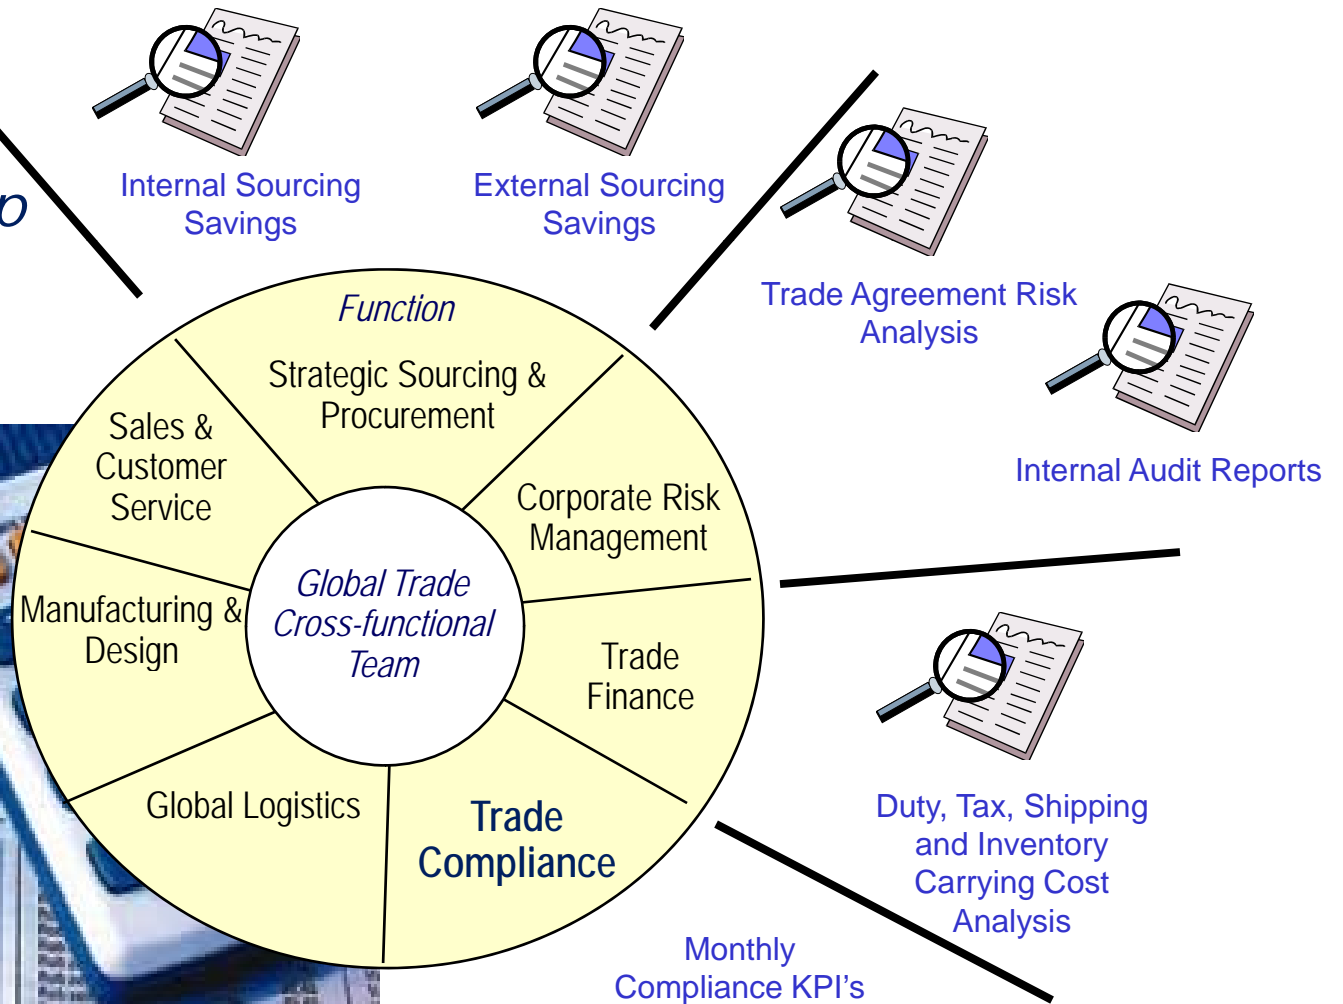 Internal Sourcing
Savings
External Sourcing
Savings
p
Trade Agreement Risk
Analysis
Internal Audit Reports
Function
Strategic Sourcing &
Procurement
Sales &
Customer
Service
Corporate Risk
Management
Global Trade
Cross-functional
Team
Manufacturing &
Design
Trade
Finance
Global Logistics
Trade
Compliance
Duty, Tax, Shipping
and Inventory
Carrying Cost
Analysis
Monthly
Compliance KPI's